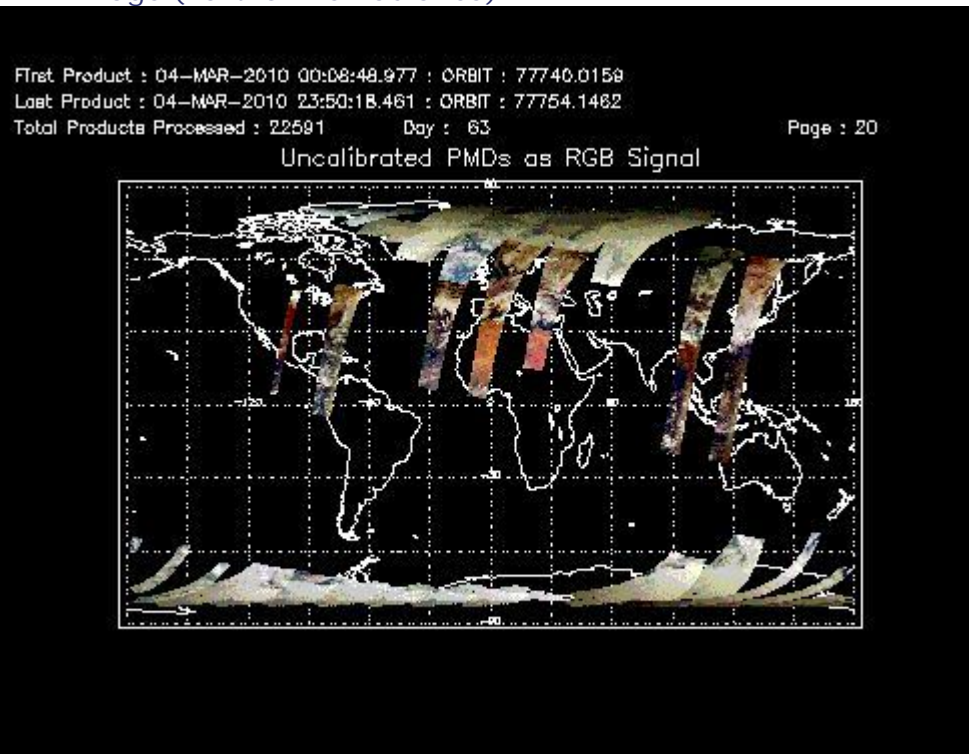 First Product : 04-MAR-2010 00:08:48.977 : ORBIT : 77740.0159
Last Product : 04-MAR-2010 23:50:18.461 : ORBIT : 77754.1462
Total Products Processed : 22591 Day : 63 Page : 20
Uncalibrated PMDs as RGB Signal